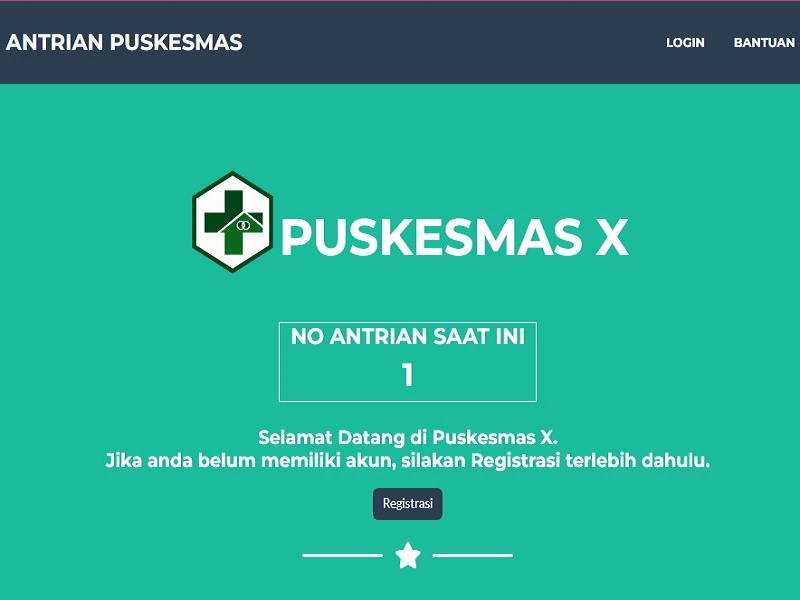 ANTRIAN PUSKESMAS
LOGIN
BANTUAN
PUSKESMAS X
NO ANTRIAN SAAT INI
1
Selamat Datang di Puskesmas X.
Jika anda belum memiliki akun, silakan Registrasi terlebih dahulu.
Registrasi